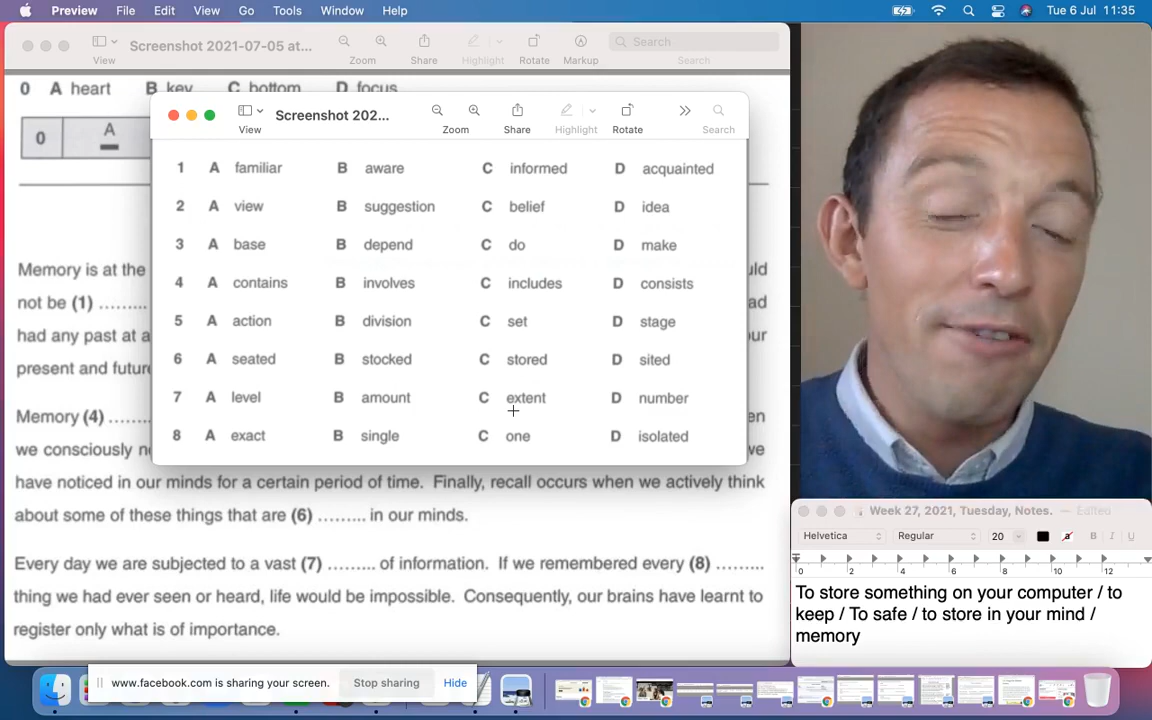 Preview File Edit View Go Tools Window Help Tue 6 Jul 11:35
Screenshot 2021-07-05 at...
View Zoom Share Highlight Rotate Markup Search
Search
0 A heart B key C bottom D focus
0 A
Screenshot 202...
View Zoom Share Highlight Rotate Search
1 A familiar B aware C informed D acquainted
2 A view B suggestion C belief D idea
3 A base B depend C do D make
4 A contains B involves C includes D consists
5 A action B division C set D stage
6 A seated B stocked C stored D sited
7 A level B amount C extent D number
8 A exact B single C one D isolated
Memory is at the
not be (1) .........
had any past at a
present and future
Memory (4) ......
we consciously n we
have noticed in our minds for a certain period of time. Finally, recall occurs when we actively think
about some of these things that are (6) ......... in our minds.
Every day we are subjected to a vast (7) ......... of information. If we remembered every (8) .........
thing we had ever seen or heard, life would be impossible. Consequently, our brains have learnt to
register only what is of importance.
Week 27, 2021, Tuesday, Notes. — Edited
Helvetica Regular 20 a B I U
0 2 4 6 8 10 12
To store something on your computer / to
keep / To safe / to store in your mind /
memory
www.facebook.com is sharing your screen. Stop sharing Hide